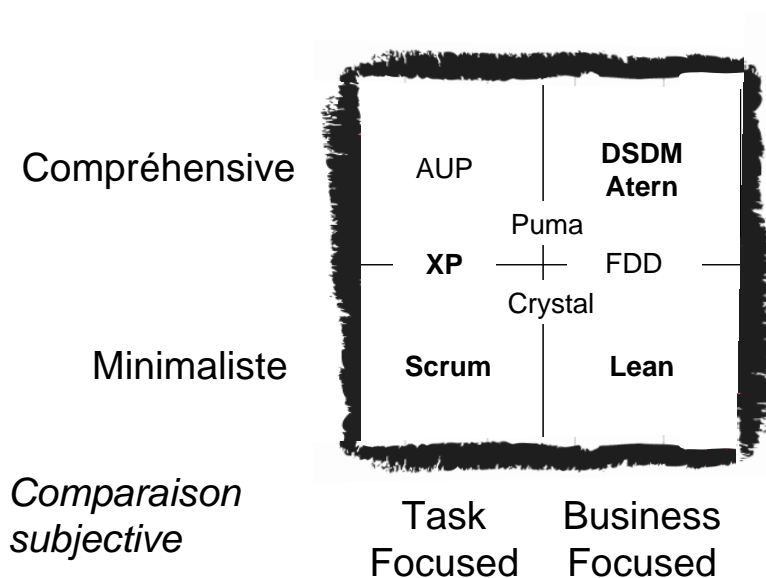 Compréhensive
AUP
DSDM
Atern
Puma
XP
FDD
Crystal
Minimaliste
Scrum
Lean
Comparaison
subjective
Task
Focused
Business
Focused